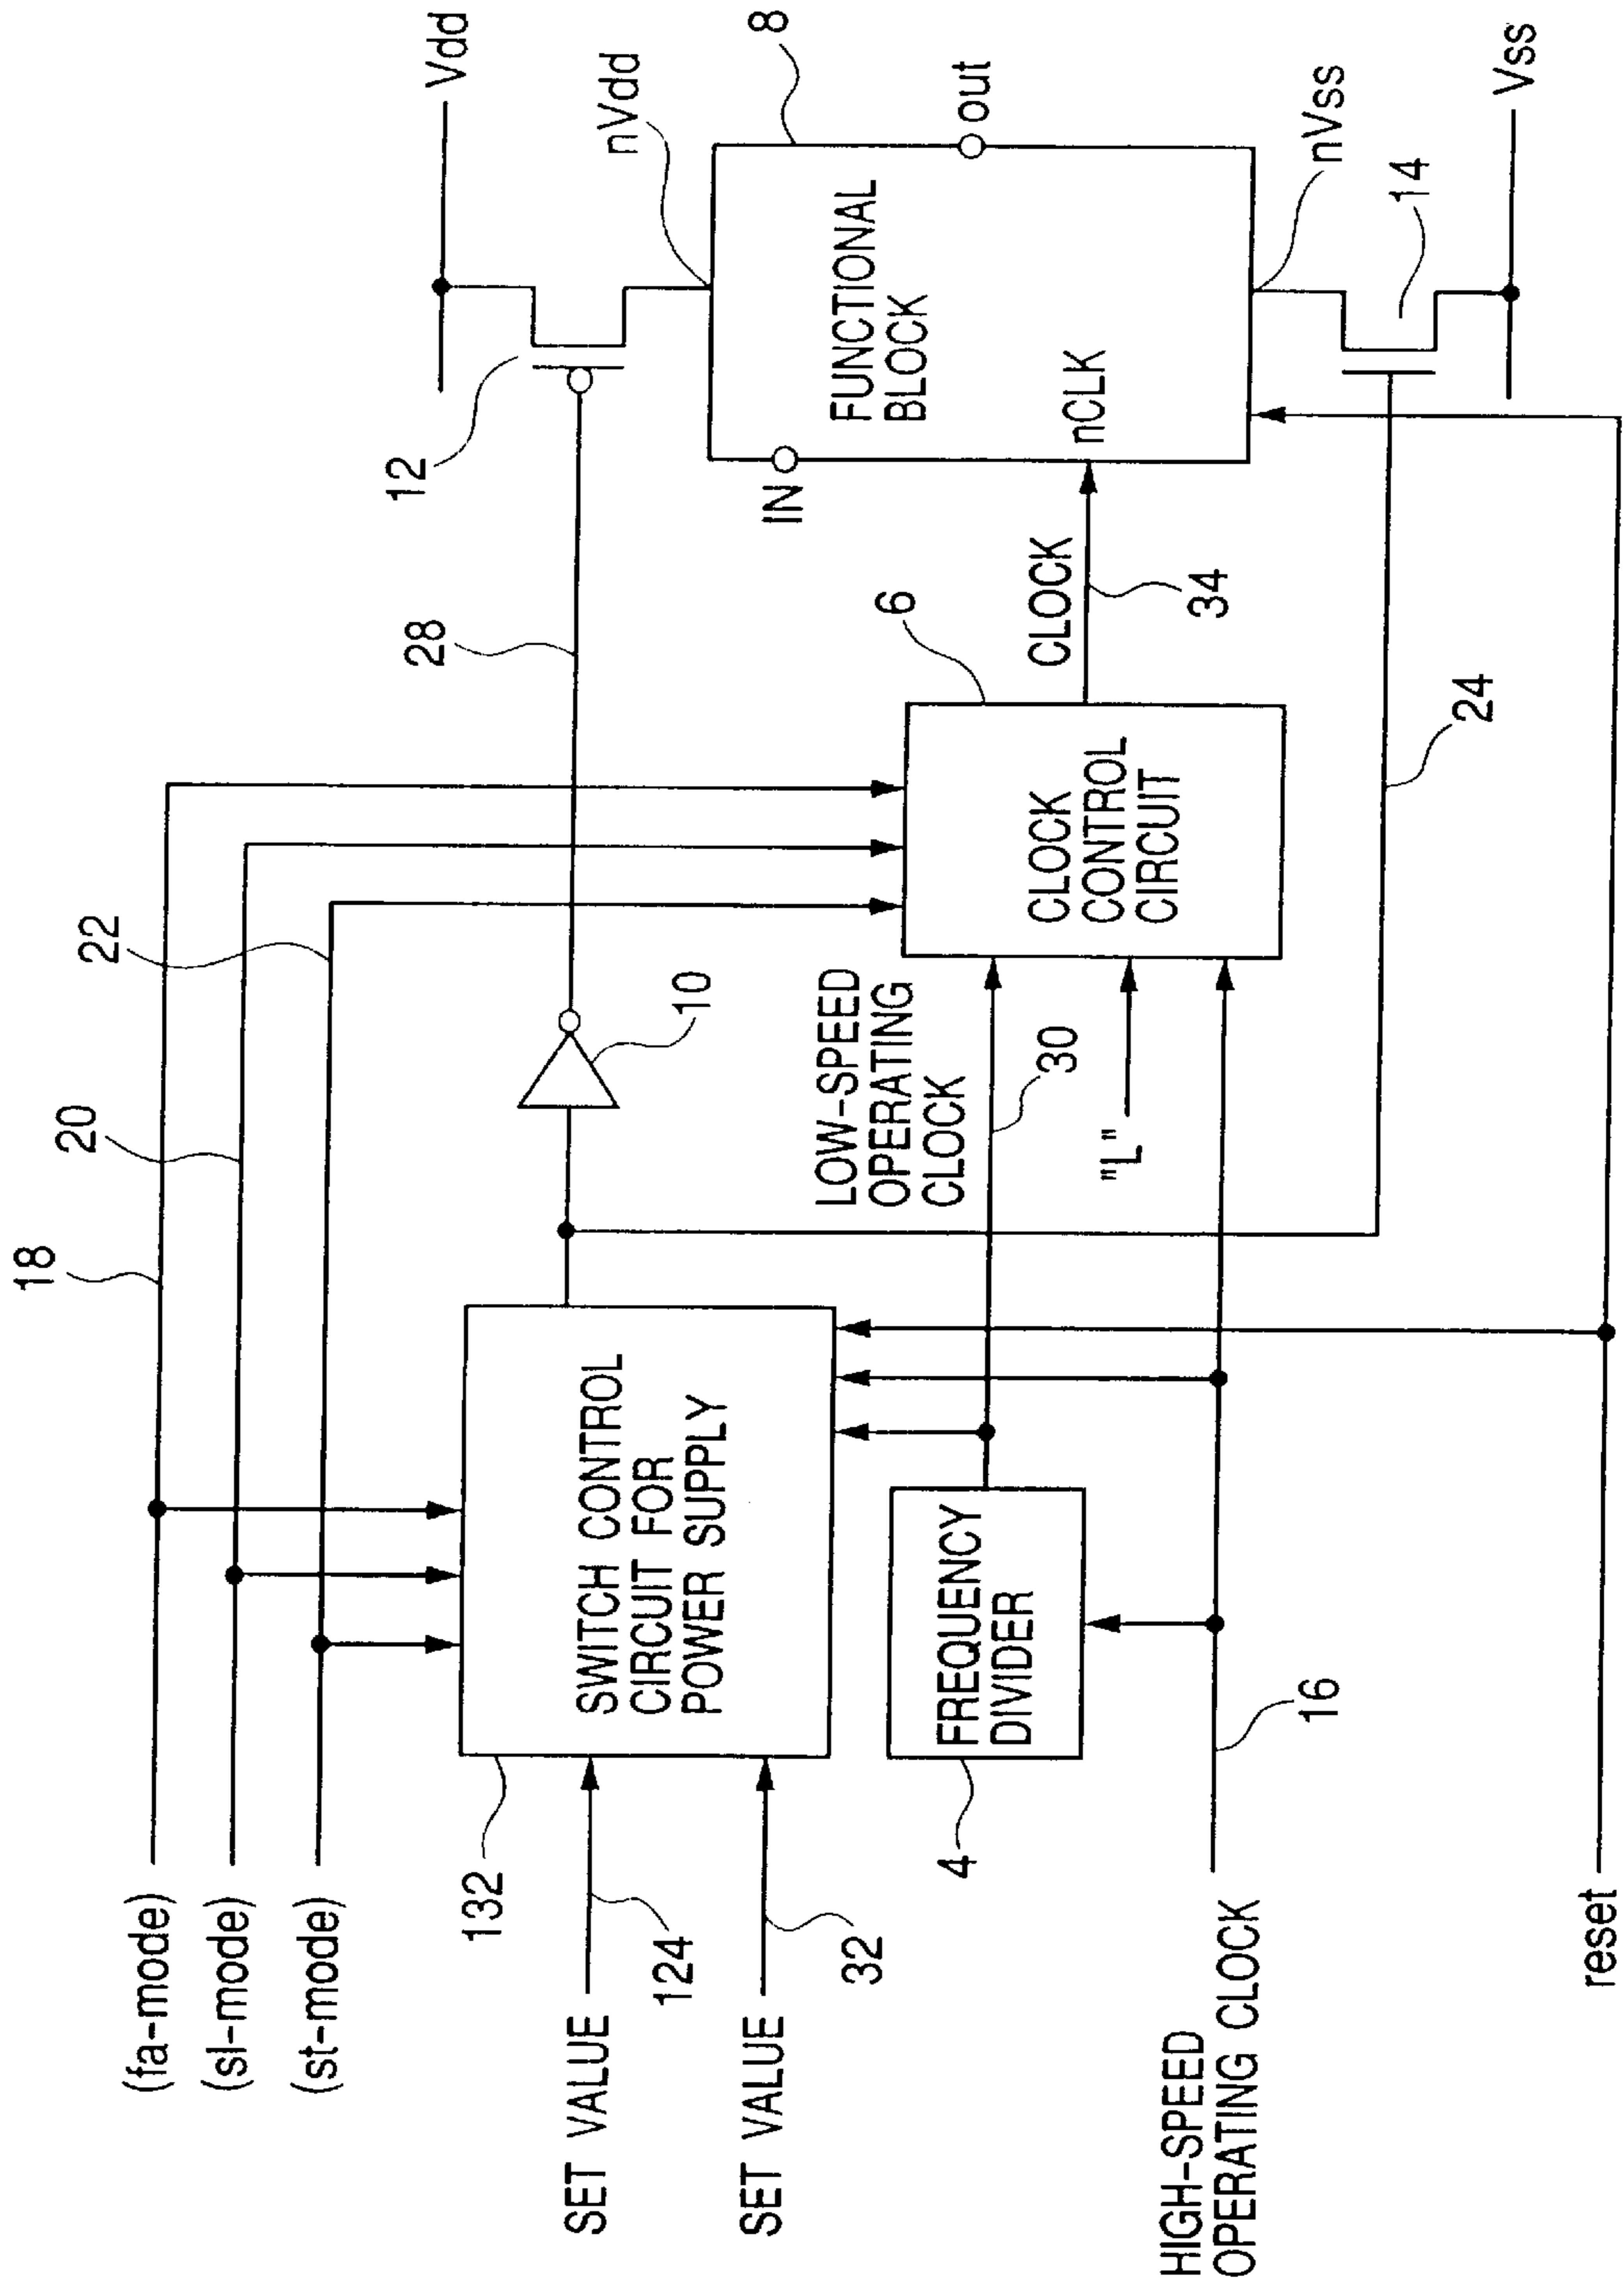 18
20
22
(fa-mode)
(sl-mode)
(st-mode)
28
12
Vdd
nVdd
8
132
SWITCH CONTROL
CIRCUIT FOR
POWER SUPPLY
10
SET VALUE
124
SET VALUE
32
IN
FUNCTIONAL
BLOCK
out
nCLK
LOW-SPEED
OPERATING
CLOCK
30
6
CLOCK
34
4
FREQUENCY
DIVIDER
"L"
CLOCK
CONTROL
CIRCUIT
nVss
14
HIGH-SPEED
OPERATING CLOCK
16
24
Vss
reset